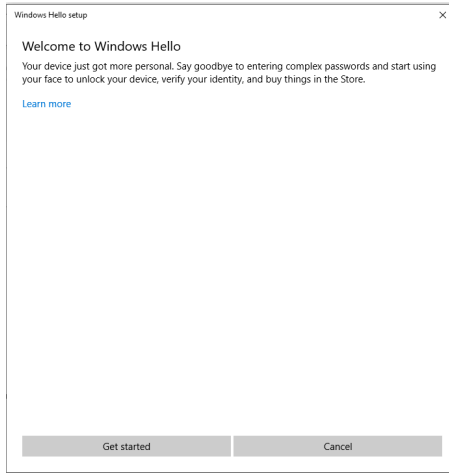 Windows Hello setup
Welcome to Windows Hello
Your device just got more personal. Say goodbye to entering complex passwords and start using
your face to unlock your device, verify your identity, and buy things in the Store.
Learn more
Get started
Cancel